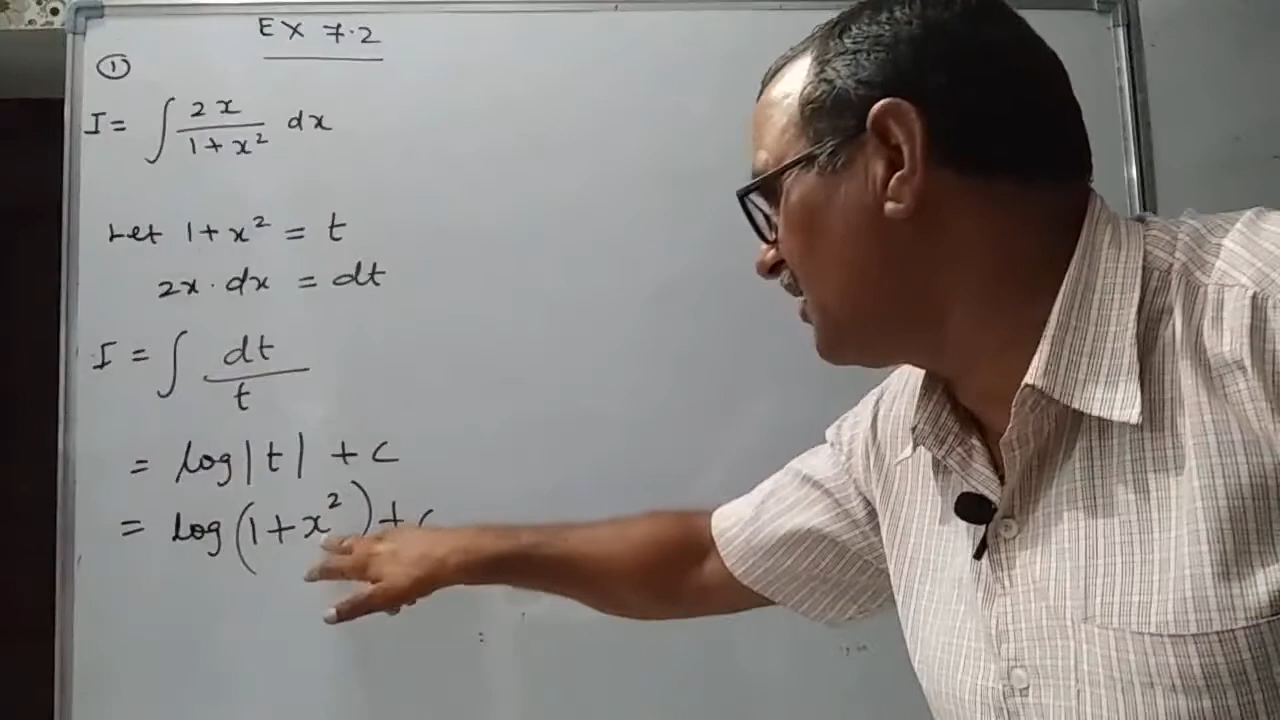 EX 7.2
①
I = ∫ 2x / 1+x² dx
Let 1+x² = t
2x·dx = dt
I = ∫ dt / t
= log|t| + c
= log(1+x²) + c